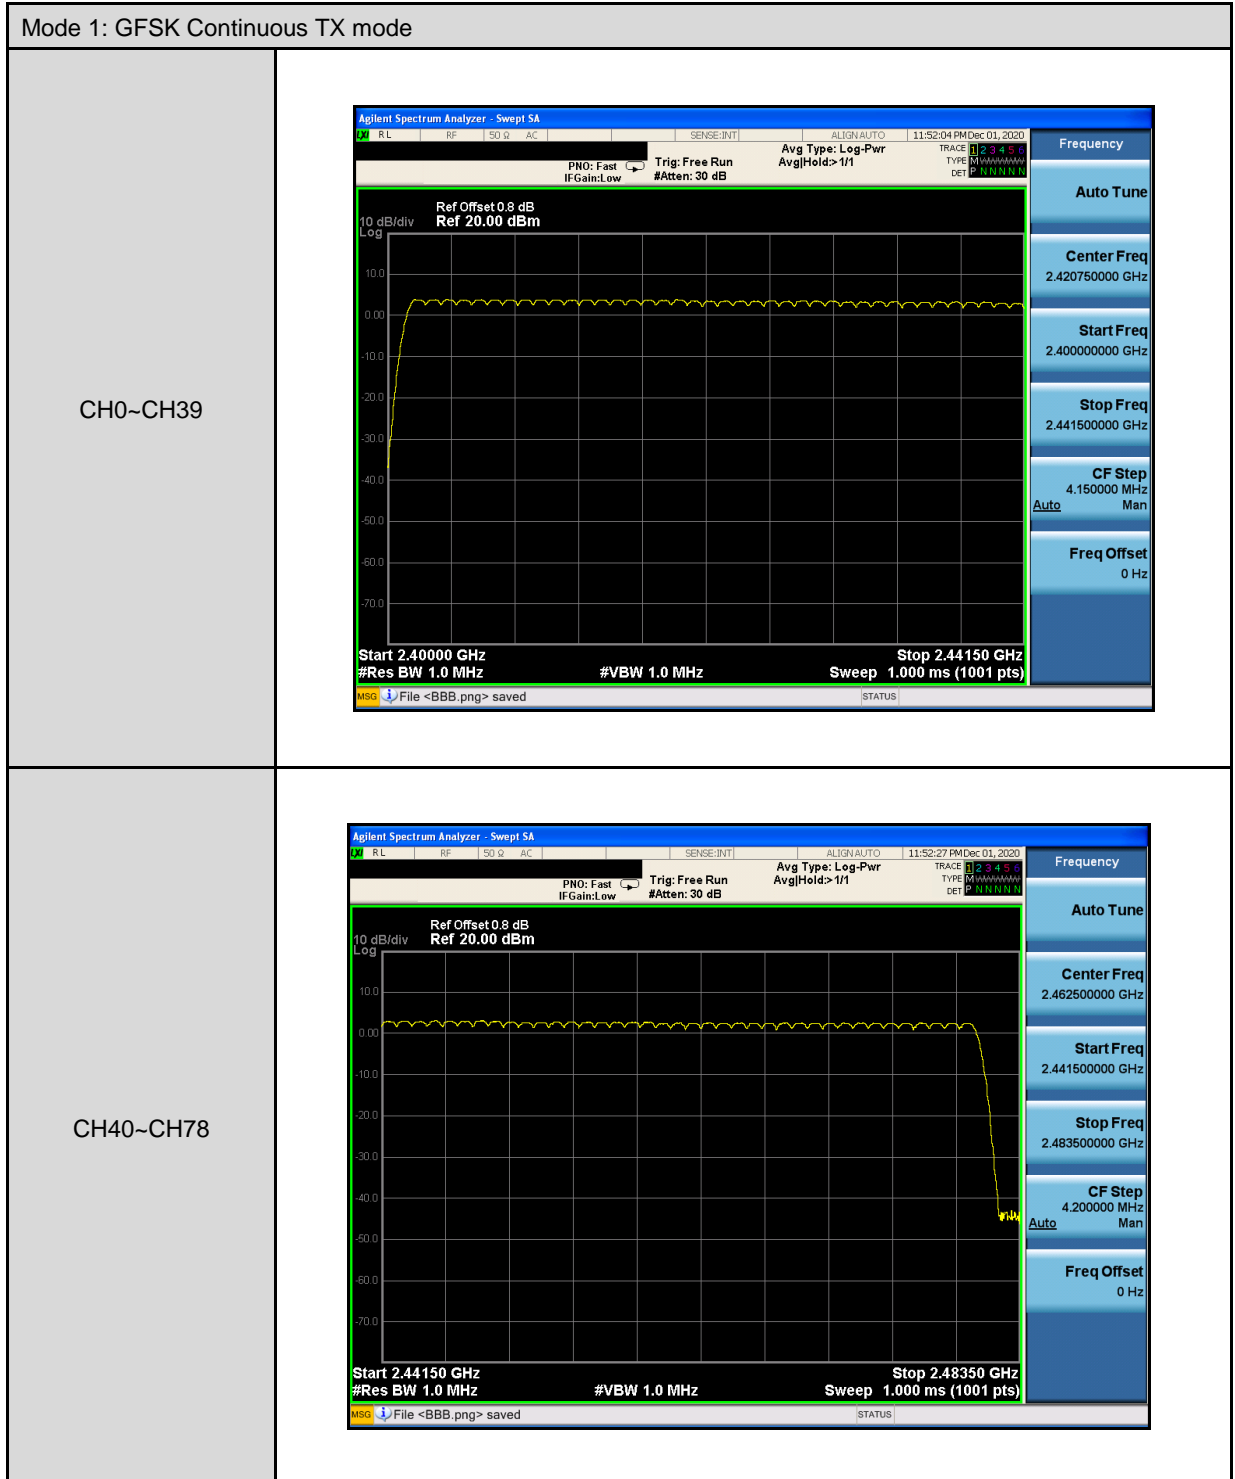 Mode 1: GFSK Continuous TX mode
CH0~CH39
Agilent Spectrum Analyzer - Swept SA
LXI RL RF 50 Ω AC SENSE:INT ALIGN AUTO 11:52:04 PM Dec 01, 2020
PNO: Fast
IFGain:Low
Trig: Free Run
#Atten: 30 dB
Avg Type: Log-Pwr
Avg|Hold:>1/1
TRACE 1 2 3 4 5 6
TYPE M WWWWW
DET P N N N N N
Frequency
Ref Offset 0.8 dB
10 dB/div Ref 20.00 dBm
Log
10.0
0.00
-10.0
-20.0
-30.0
-40.0
-50.0
-60.0
-70.0
Start 2.40000 GHz Stop 2.44150 GHz
#Res BW 1.0 MHz #VBW 1.0 MHz Sweep 1.000 ms (1001 pts)
Auto Tune
Center Freq
2.420750000 GHz
Start Freq
2.400000000 GHz
Stop Freq
2.441500000 GHz
CF Step
4.150000 MHz
Auto Man
Freq Offset
0 Hz
MSG File <BBB.png> saved STATUS
CH40~CH78
Agilent Spectrum Analyzer - Swept SA
LXI RL RF 50 Ω AC SENSE:INT ALIGN AUTO 11:52:27 PM Dec 01, 2020
PNO: Fast
IFGain:Low
Trig: Free Run
#Atten: 30 dB
Avg Type: Log-Pwr
Avg|Hold:>1/1
TRACE 1 2 3 4 5 6
TYPE M WWWWW
DET P N N N N N
Frequency
Ref Offset 0.8 dB
10 dB/div Ref 20.00 dBm
Log
10.0
0.00
-10.0
-20.0
-30.0
-40.0
-50.0
-60.0
-70.0
Start 2.44150 GHz Stop 2.48350 GHz
#Res BW 1.0 MHz #VBW 1.0 MHz Sweep 1.000 ms (1001 pts)
Auto Tune
Center Freq
2.462500000 GHz
Start Freq
2.441500000 GHz
Stop Freq
2.483500000 GHz
CF Step
4.200000 MHz
Auto Man
Freq Offset
0 Hz
MSG File <BBB.png> saved STATUS